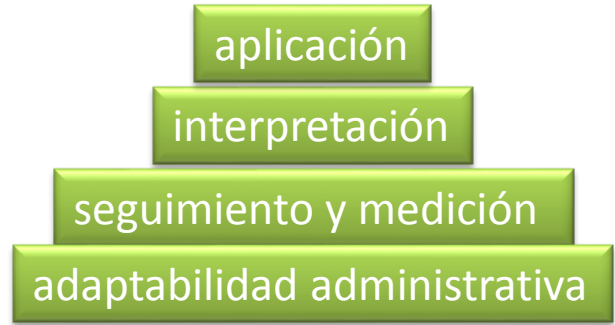 aplicación
interpretación
seguimiento y medición
adaptabilidad administrativa